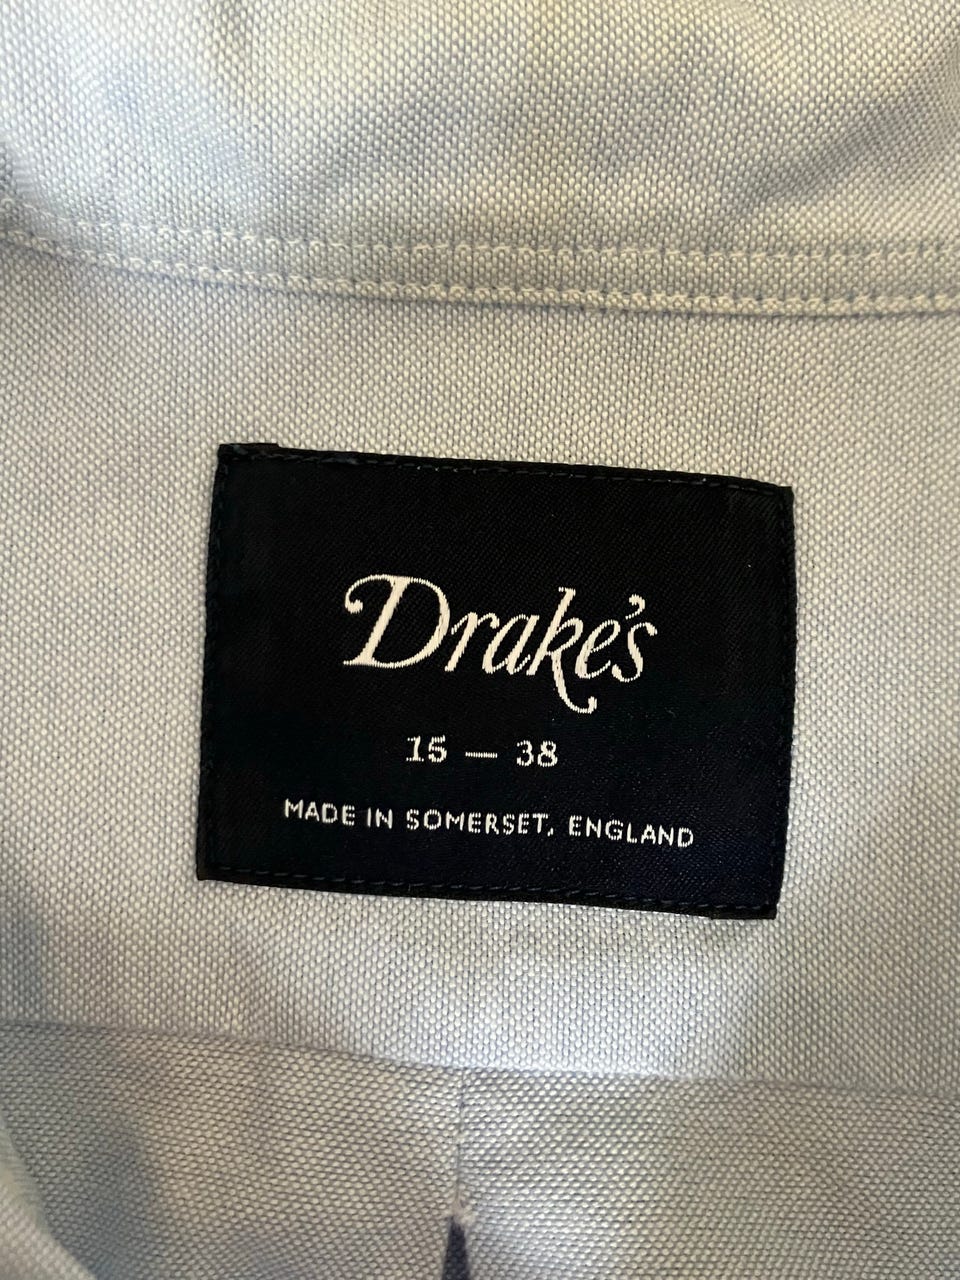 Drake's
15 — 38
MADE IN SOMERSET, ENGLAND